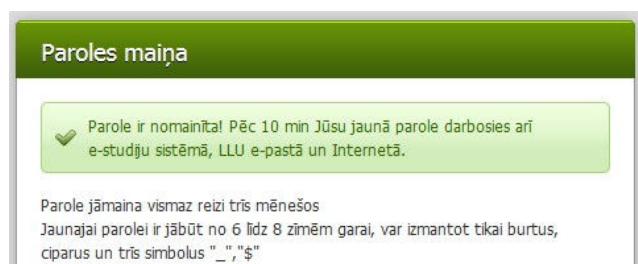 Paroles maiņa
Parole ir nomainīta! Pēc 10 min Jūsu jaunā parole darbosies arī
e-studiju sistēmā, LLU e-pastā un Internetā.
Parole jāmaina vismaz reizi trīs mēnešos
Jaunajai parolei ir jābūt no 6 līdz 8 zīmēm garai, var izmantot tikai burtus,
ciparus un trīs simbolus "_","$"